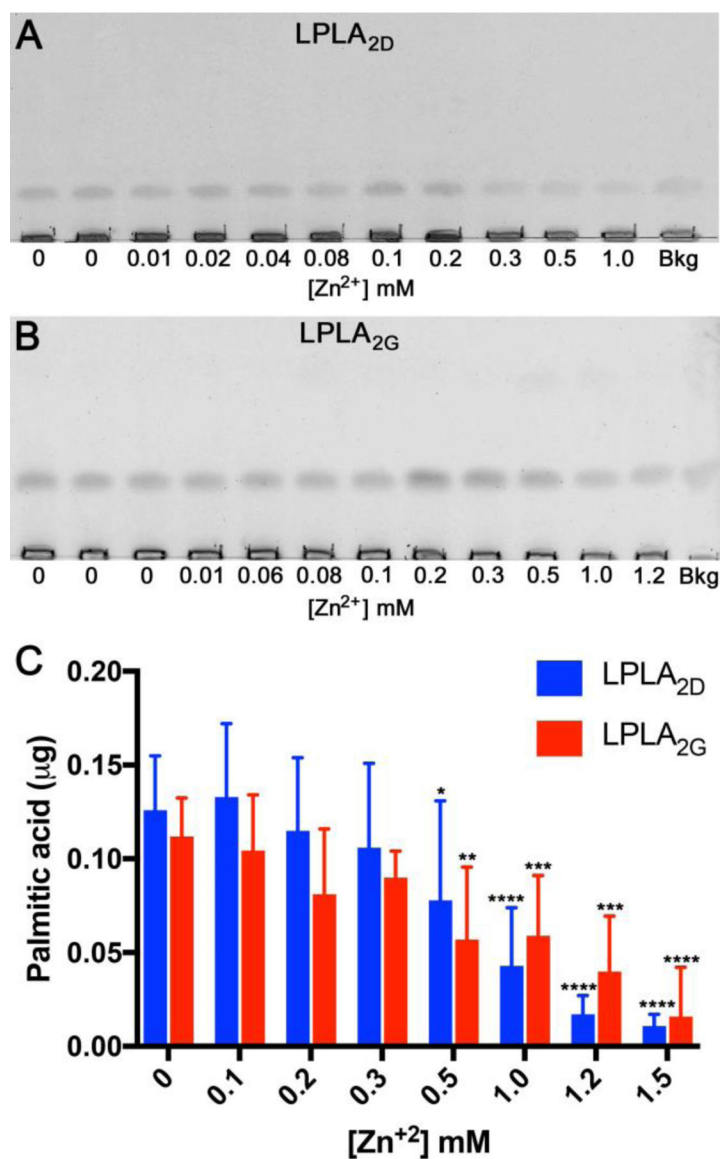 A
LPLA2D
0 0 0.01 0.02 0.04 0.08 0.1 0.2 0.3 0.5 1.0 Bkg
[Zn2+] mM
B
LPLA2G
0 0 0 0.01 0.06 0.08 0.1 0.2 0.3 0.5 1.0 1.2 Bkg
[Zn2+] mM
C
LPLA2D
LPLA2G
Palmitic acid (µg)
0.20
0.15
0.10
0.05
0.00
* ** **** *** **** *** **** ****
0 0.1 0.2 0.3 0.5 1.0 1.2 1.5
[Zn+2] mM